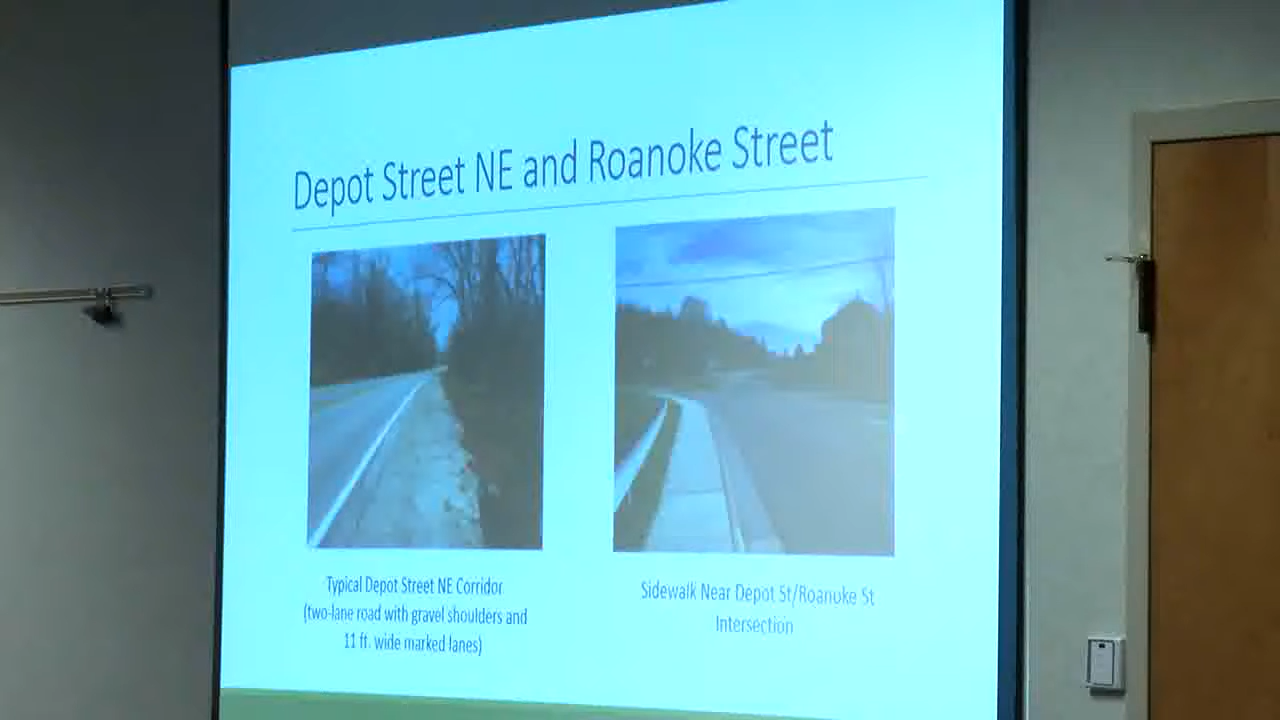 Depot Street NE and Roanoke Street
Typical Depot Street NE Corridor
(two-lane road with gravel shoulders and
11 ft. wide marked lanes)
Sidewalk Near Depot St/Roanoke St
Intersection